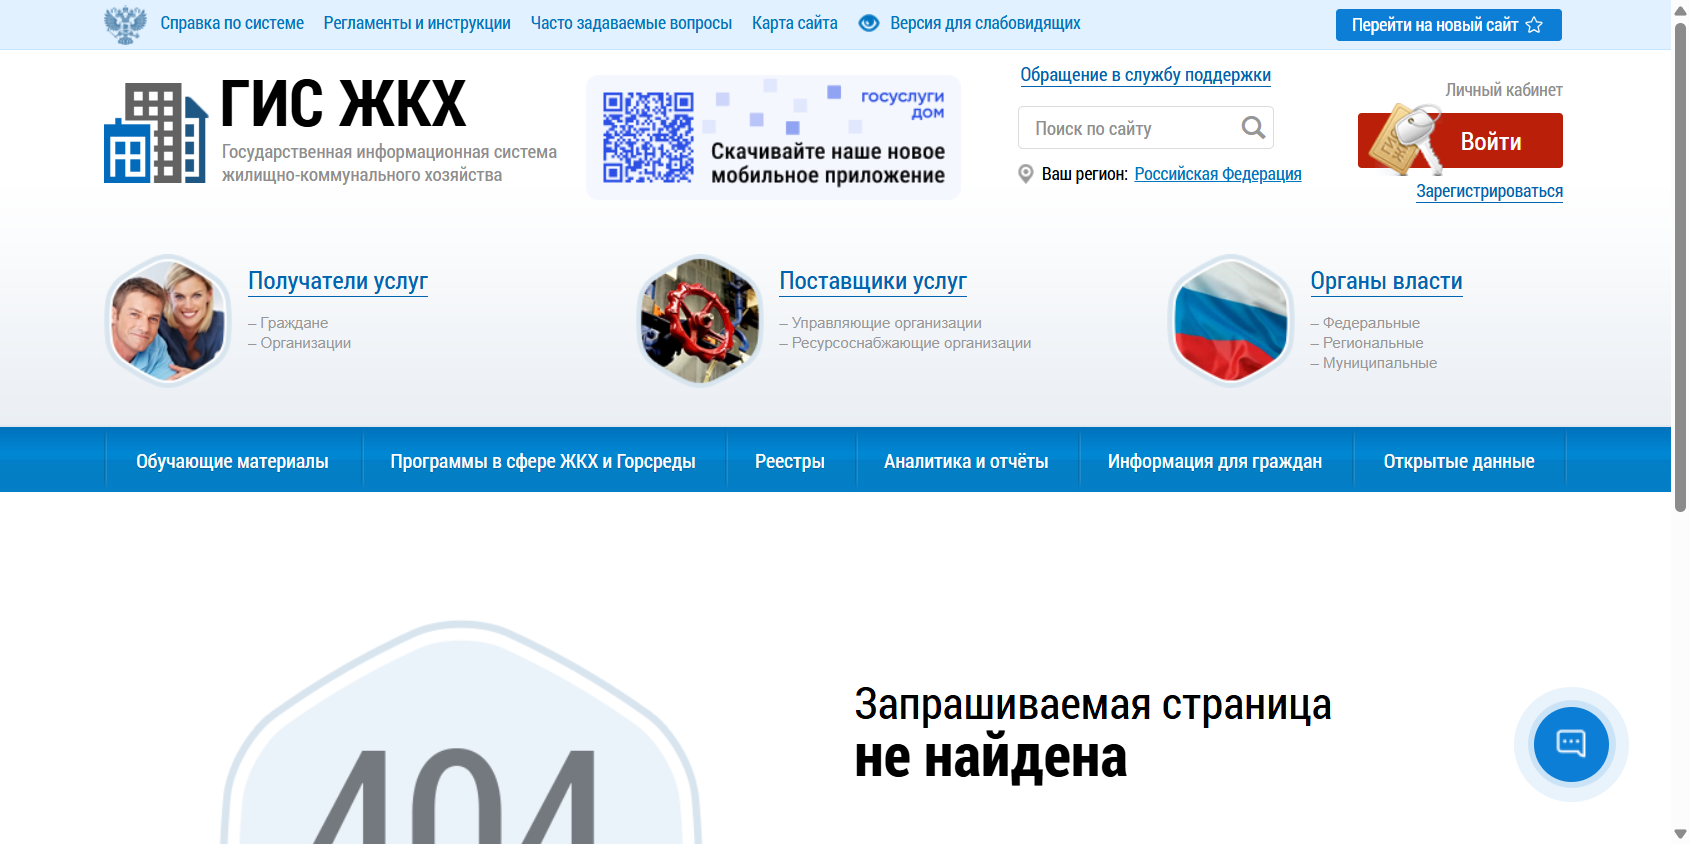 Справка по системе Регламенты и инструкции Часто задаваемые вопросы Карта сайта Версия для слабовидящих Перейти на новый сайт
ГИС ЖКХ
Государственная информационная система
жилищно-коммунального хозяйства
госуслуги
дом
Скачивайте наше новое
мобильное приложение
Обращение в службу поддержки
Поиск по сайту
Ваш регион: Российская Федерация
Личный кабинет
ГИС ЖКХ
Войти
Зарегистрироваться
Получатели услуг
– Граждане
– Организации
Поставщики услуг
– Управляющие организации
– Ресурсоснабжающие организации
Органы власти
– Федеральные
– Региональные
– Муниципальные
Обучающие материалы Программы в сфере ЖКХ и Горсреды Реестры Аналитика и отчёты Информация для граждан Открытые данные
404
Запрашиваемая страница
не найдена